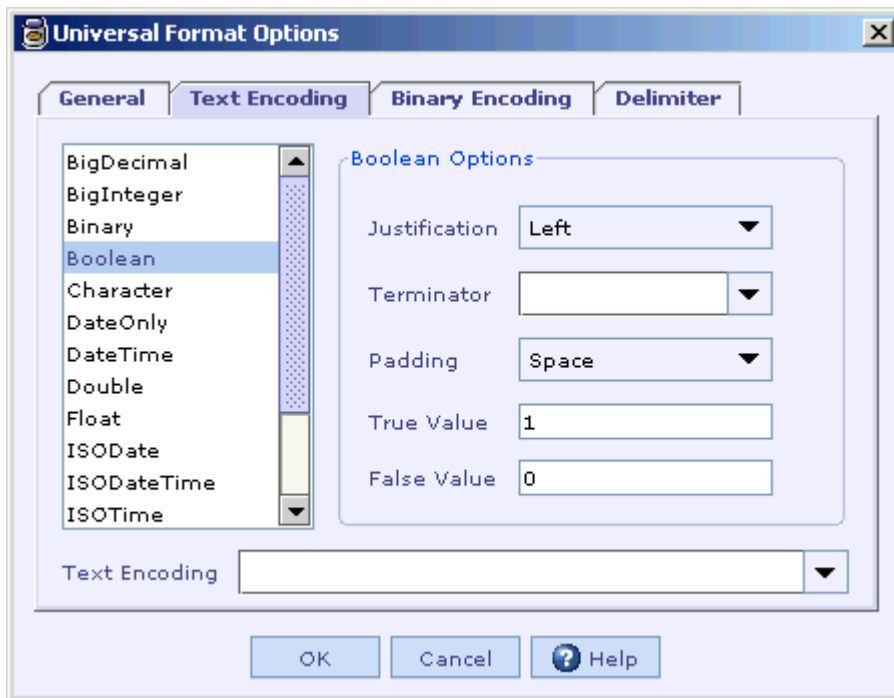 Universal Format Options
General Text Encoding Binary Encoding Delimiter
BigDecimal
BigInteger
Binary
Boolean
Character
DateOnly
DateTime
Double
Float
ISODate
ISODateTime
ISOTime
Boolean Options
Justification Left
Terminator
Padding Space
True Value 1
False Value 0
Text Encoding
OK Cancel ? Help